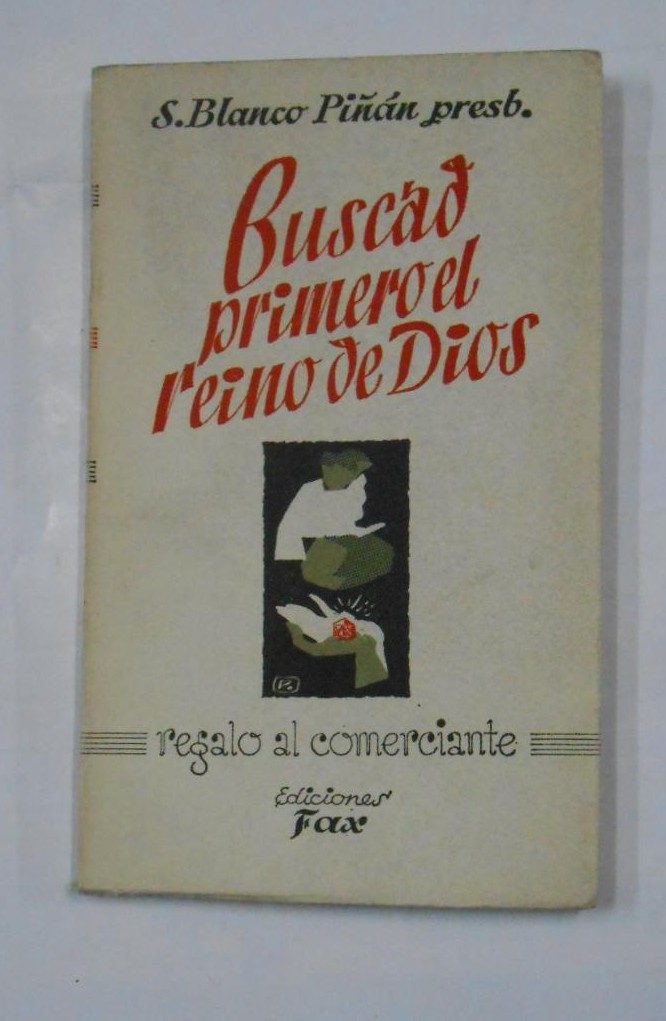 S. Blanco Piñán presb.
Buscad
primero el
reino de Dios
regalo al comerciante
Ediciones
Fax